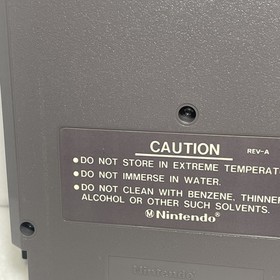 CAUTION REV-A
● DO NOT STORE IN EXTREME TEMPERAT
● DO NOT IMMERSE IN WATER.
● DO NOT CLEAN WITH BENZENE, THINNER
ALCOHOL OR OTHER SUCH SOLVENTS.
Ⓜ Nintendo®
Nintendo